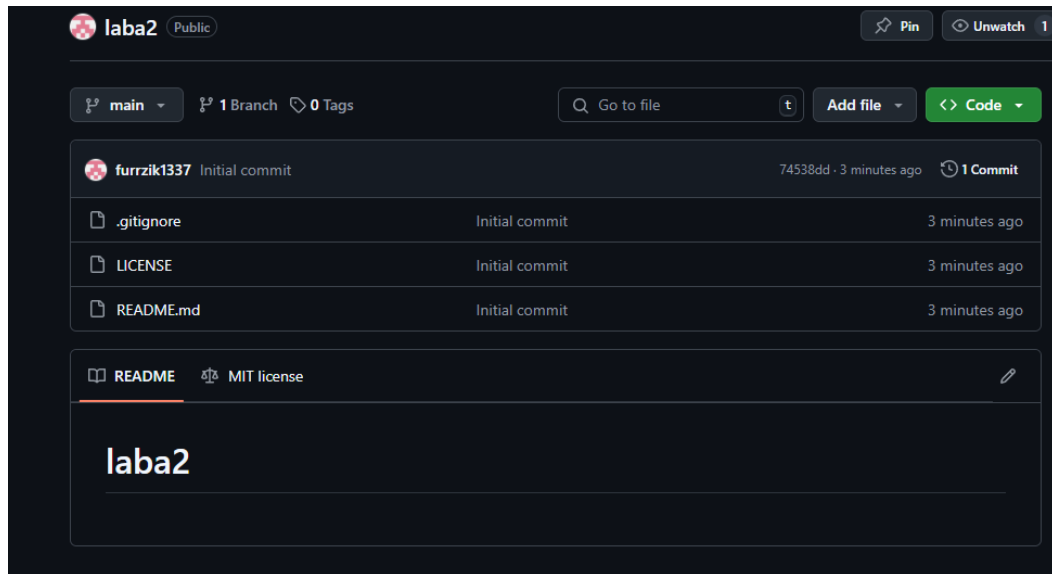 laba2 Public Pin Unwatch 1
main 1 Branch 0 Tags Go to file t Add file <> Code
furrzik1337 Initial commit 74538dd · 3 minutes ago 1 Commit
.gitignore Initial commit 3 minutes ago
LICENSE Initial commit 3 minutes ago
README.md Initial commit 3 minutes ago
README MIT license
laba2